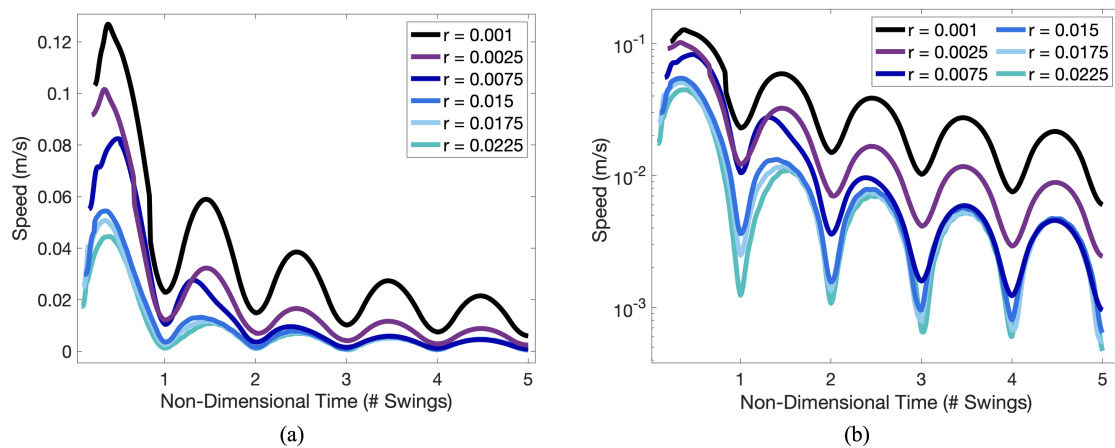 Speed (m/s)
0.12
0.1
0.08
0.06
0.04
0.02
0
1 2 3 4 5
Non-Dimensional Time (# Swings)
r = 0.001
r = 0.0025
r = 0.0075
r = 0.015
r = 0.0175
r = 0.0225
(a)
Speed (m/s)
10⁻¹
10⁻²
10⁻³
1 2 3 4 5
Non-Dimensional Time (# Swings)
r = 0.001 r = 0.015
r = 0.0025 r = 0.0175
r = 0.0075 r = 0.0225
(b)